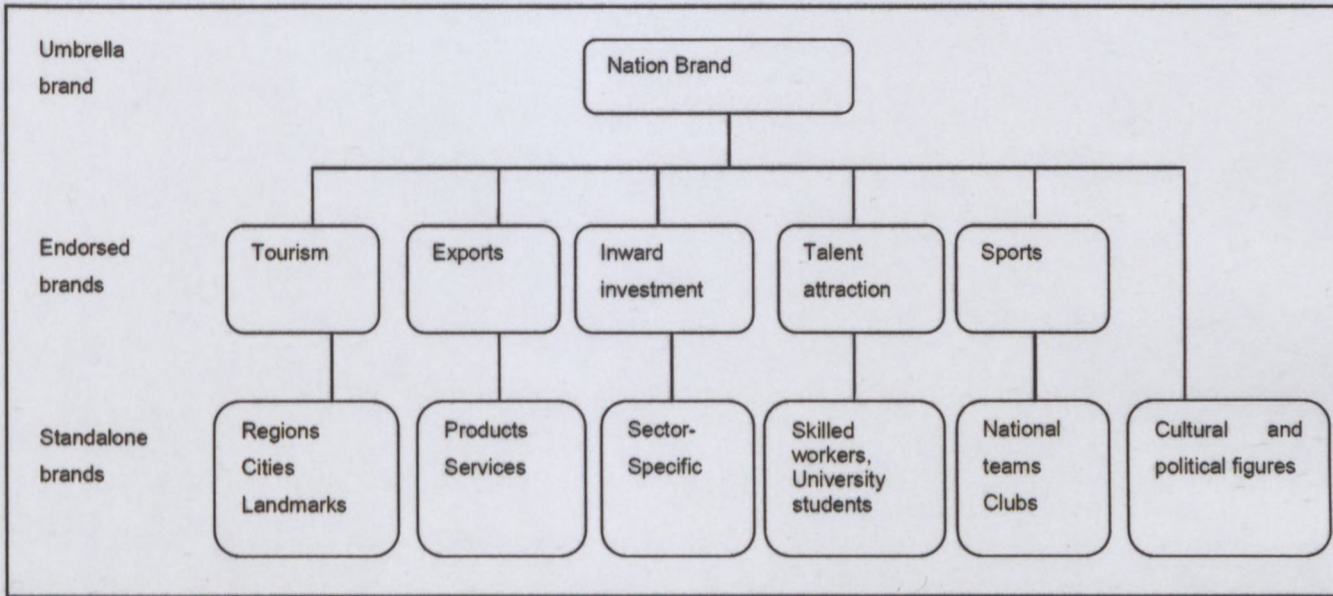 Umbrella
brand
Nation Brand
Endorsed
brands
Tourism
Exports
Inward
investment
Talent
attraction
Sports
Standalone
brands
Regions
Cities
Landmarks
Products
Services
Sector-
Specific
Skilled
workers,
University
students
National
teams
Clubs
Cultural and
political figures